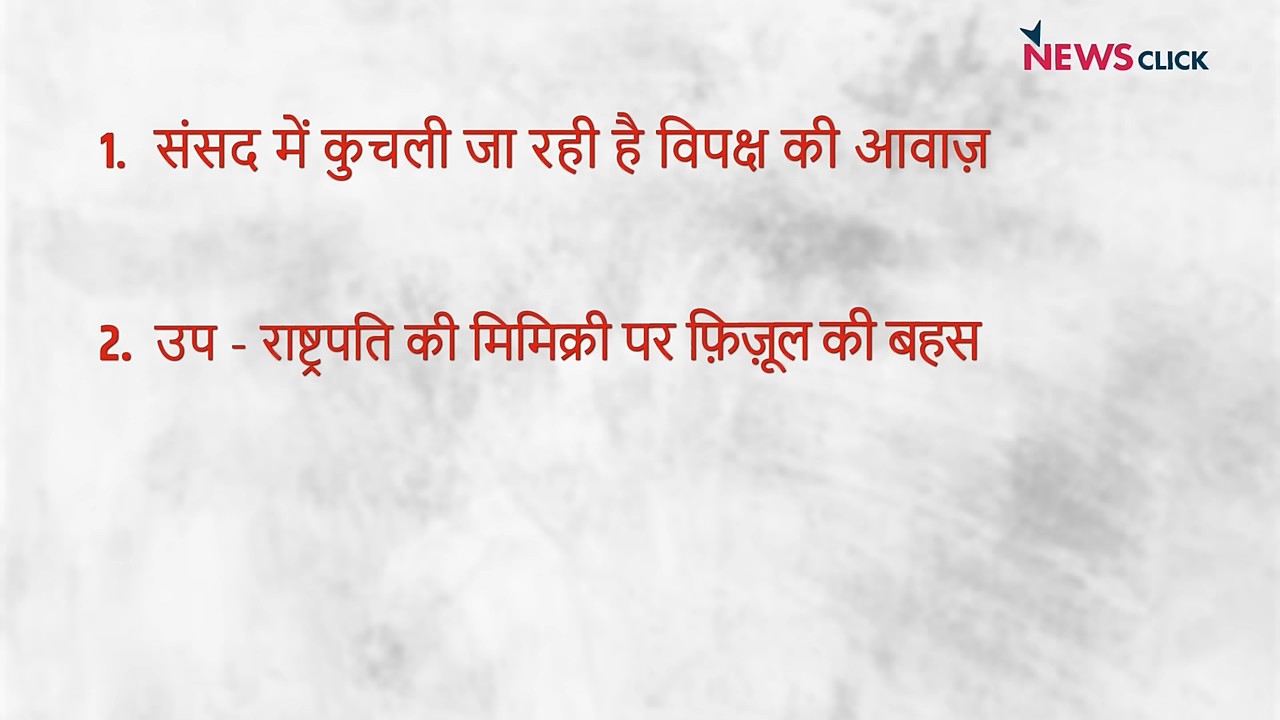 NEWSCLICK
1. संसद में कुचली जा रही है विपक्ष की आवाज़
2. उप - राष्ट्रपति की मिमिक्री पर फ़िज़ूल की बहस